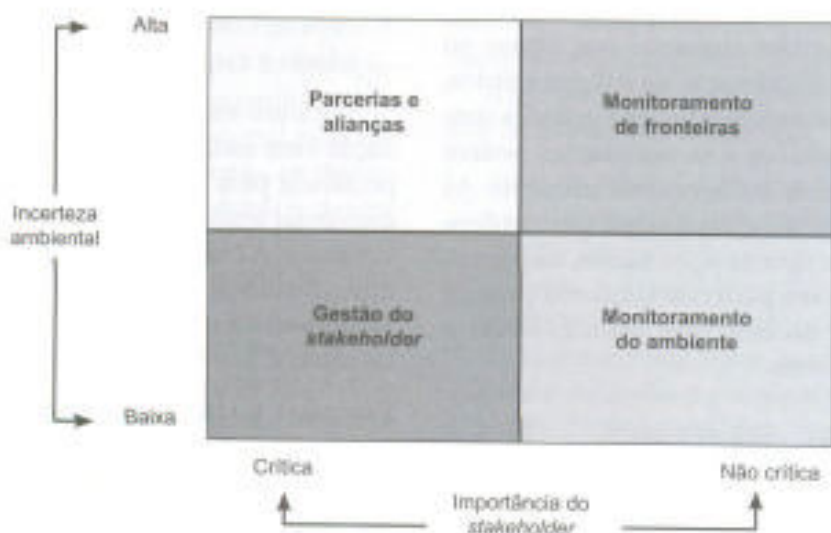 Alta
Parcerias e
alianças
Monitoramento
de fronteiras
Incerteza
ambiental
Gestão do
stakeholder
Monitoramento
do ambiente
Baixa
Crítica
Não crítica
Importância do
stakeholder